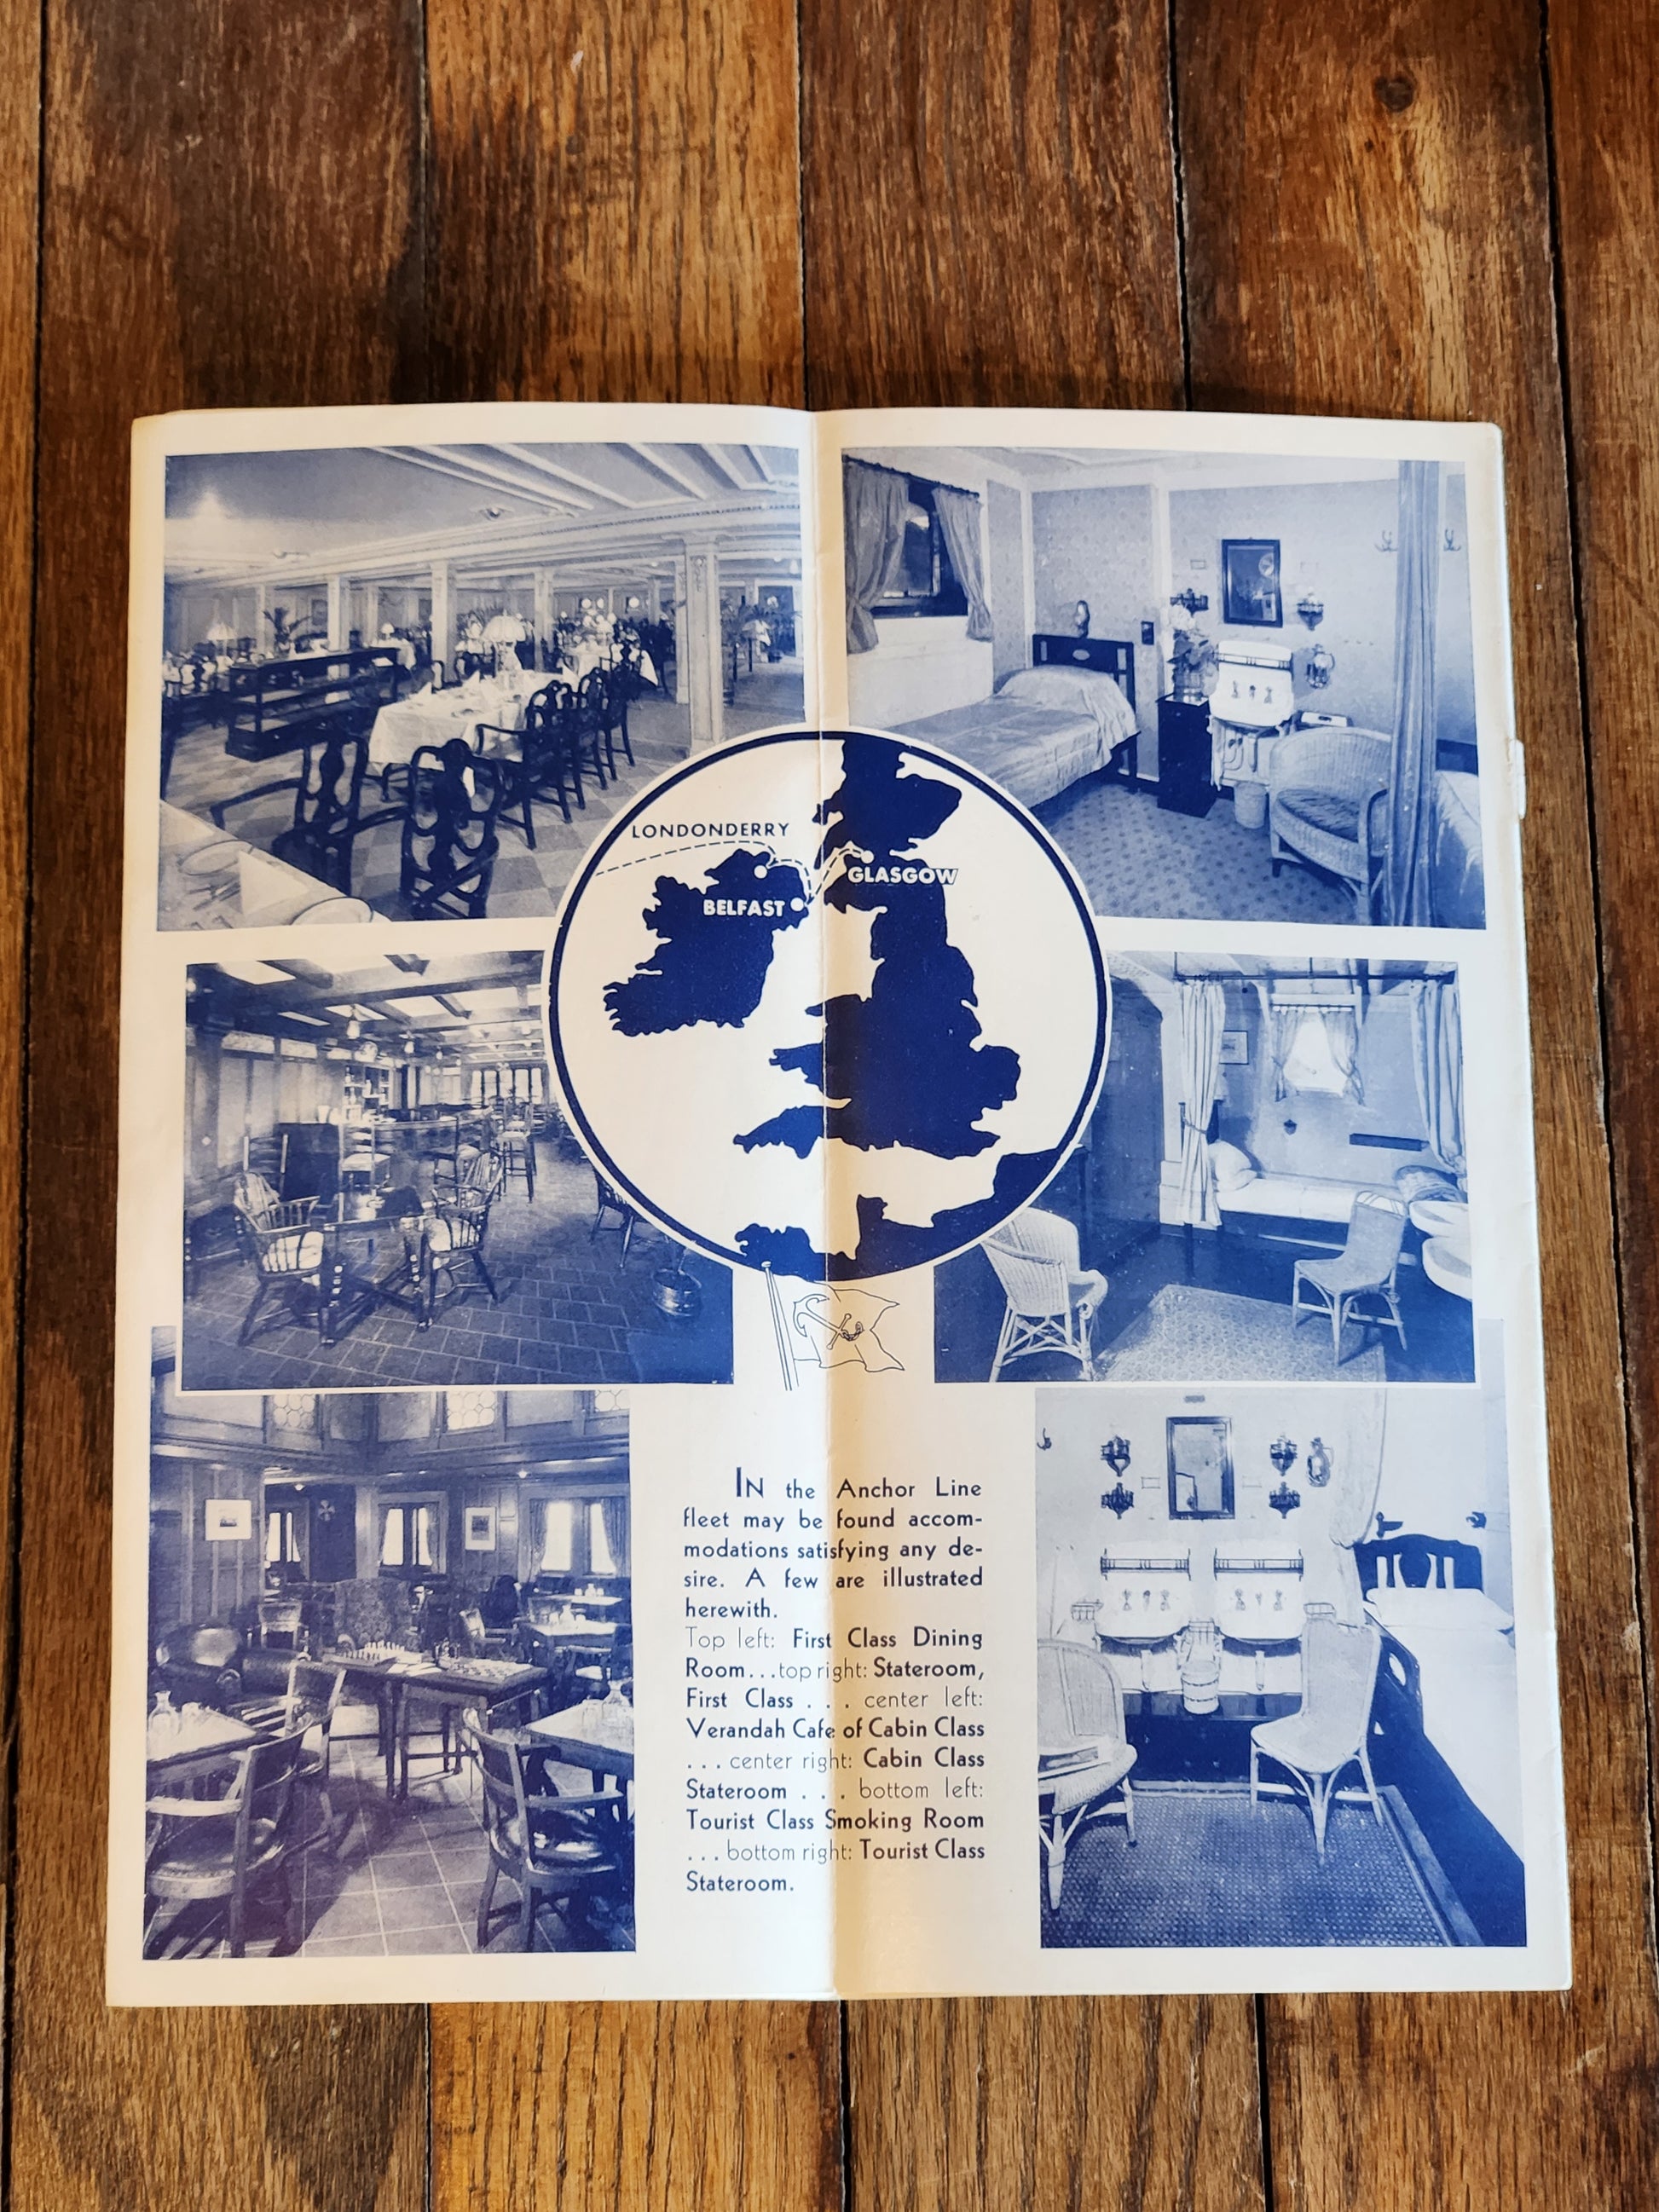 LONDONDERRY
GLASGOW
BELFAST
IN the Anchor Line
fleet may be found accom-
modations satisfying any de-
sire. A few are illustrated
herewith.
Top left: First Class Dining
Room...top right: Stateroom,
First Class . . . center left:
Verandah Cafe of Cabin Class
. . . center right: Cabin Class
Stateroom . . . bottom left:
Tourist Class Smoking Room
. . . bottom right: Tourist Class
Stateroom.